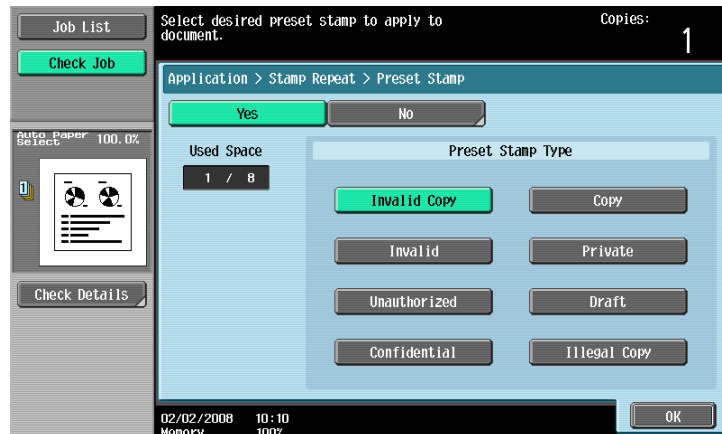 Job List
Check Job
Select desired preset stamp to apply to
document.
Copies:
1
Application > Stamp Repeat > Preset Stamp
Yes
No
Auto Paper
Select
100.0%
1
Check Details
Used Space
1 / 8
Preset Stamp Type
Invalid Copy
Copy
Invalid
Private
Unauthorized
Draft
Confidential
Illegal Copy
02/02/2008 10:10
Memory 100%
OK